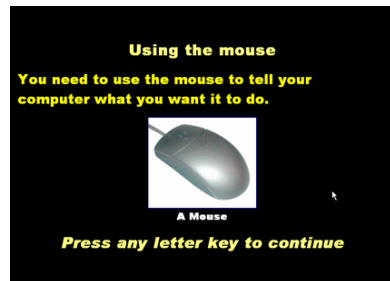 Using the mouse
You need to use the mouse to tell your
computer what you want it to do.
A Mouse
Press any letter key to continue